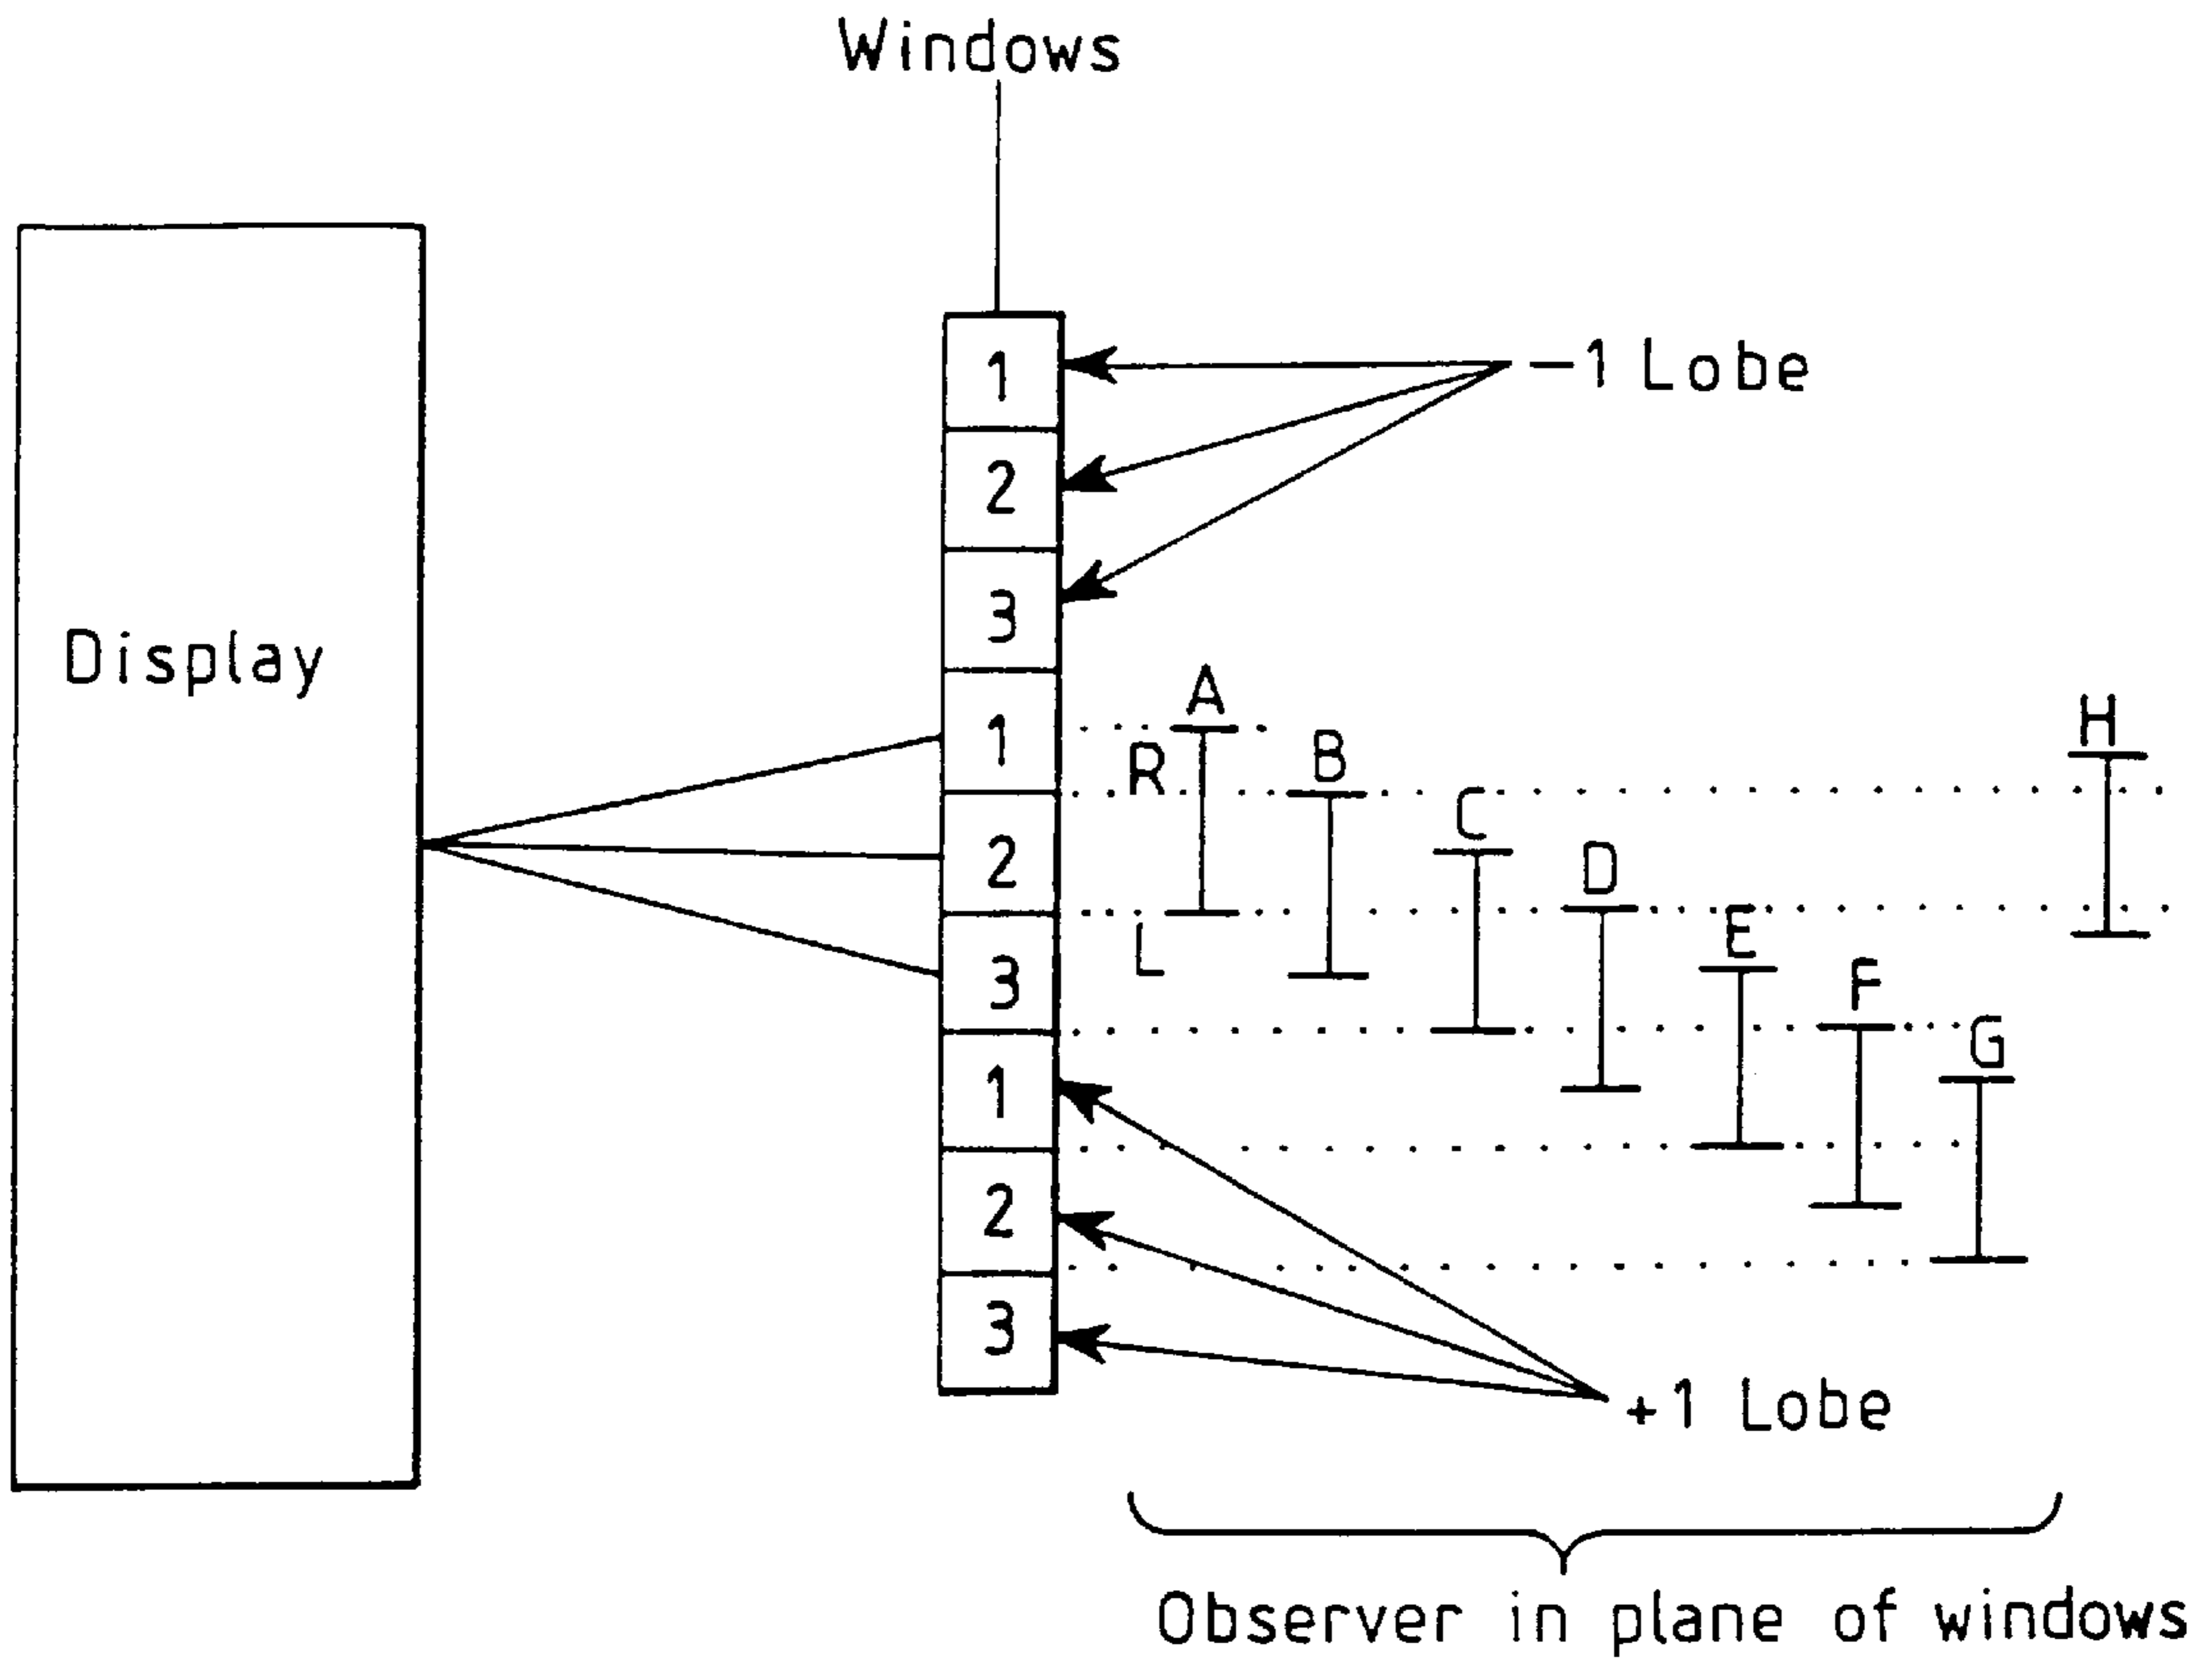 Windows
1
— 1 Lobe
2
3
Display
A
H
1
R
B
C
2
D
L
E
3
F
G
1
2
3
+1 Lobe
Observer in plane of windows